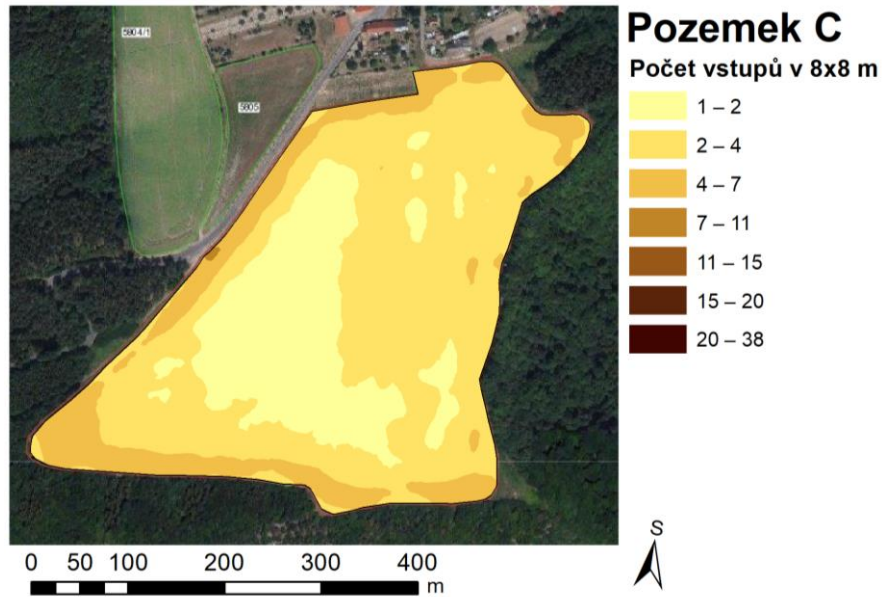 Pozemek C
Počet vstupů v 8x8 m
1 – 2
2 – 4
4 – 7
7 – 11
11 – 15
15 – 20
20 – 38
5904/1
5805
S
0 50 100 200 300 400
m